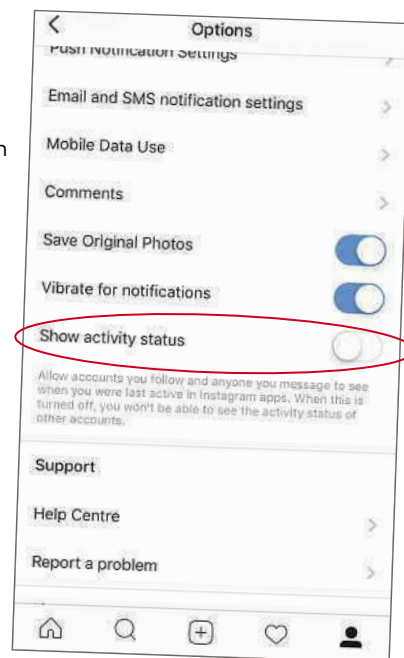 Options
Push Notification Settings
Email and SMS notification settings
Mobile Data Use
Comments
Save Original Photos
Vibrate for notifications
Show activity status
Allow accounts you follow and anyone you message to see
when you were last active in Instagram apps. When this is
turned off, you won't be able to see the activity status of
other accounts.
Support
Help Centre
Report a problem